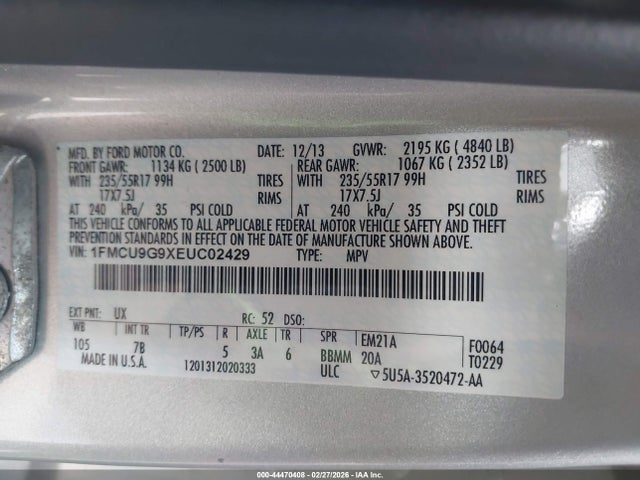 MFD. BY FORD MOTOR CO. DATE: 12/13 GVWR: 2195 KG ( 4840 LB)
FRONT GAWR: 1134 KG ( 2500 LB) REAR GAWR: 1067 KG ( 2352 LB)
WITH 235/55R17 99H TIRES WITH 235/55R17 99H TIRES
17X7.5J RIMS 17X7.5J RIMS
AT 240 kPa/ 35 PSI COLD AT 240 kPa/ 35 PSI COLD
THIS VEHICLE CONFORMS TO ALL APPLICABLE FEDERAL MOTOR VEHICLE SAFETY AND THEFT
PREVENTION STANDARDS IN EFFECT ON THE DATE OF MANUFACTURE SHOWN ABOVE.
VIN: 1FMCU9G9XEUC02429 TYPE: MPV
EXT PNT: UX RC: 52 DSO:
WB INT TR TP/PS R AXLE TR SPR EM21A F0064
105 7B 5 3A 6 BBMM 20A T0229
MADE IN U.S.A. 1201312020333 ULC ▽5U5A-3520472-AA
000-44470408 - 02/27/2026 - IAA Inc.